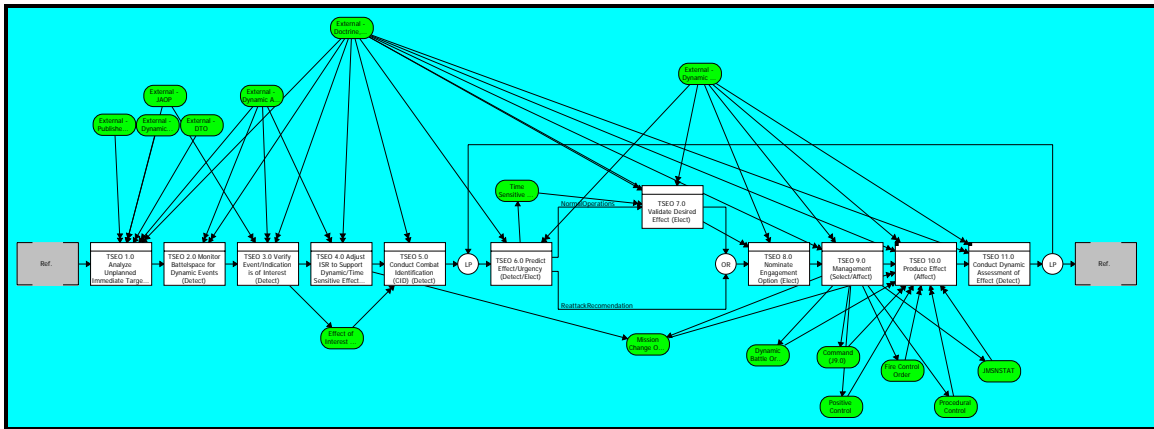 External -
Doctrine,...
External -
Dynamic ...
External -
JAOP
External -
Dynamic A...
External -
Publishe...
External -
Dynamic...
External -
DTO
Time
Sensitive ...
NormalOperations
TSEO 7.0
Validate Desired
Effect (Elect)
Ref.
TSEO 1.0
Analyze
Unplanned
Immediate Targe...
TSEO 2.0 Monitor
Battelspace for
Dynamic Events
(Detect)
TSEO 3.0 Verify
Event/Indication
is of Interest
(Detect)
TSEO 4.0 Adjust
ISR to Support
Dynamic/Time
Sensitive Effect...
TSEO 5.0
Conduct Combat
Identification
(CID) (Detect)
LP
TSEO 6.0 Predict
Effect/Urgency
(Detect/Elect)
OR
TSEO 8.0
Nominate
Engagement
Option (Elect)
TSEO 9.0
Management
(Select/Affect)
TSEO 10.0
Produce Effect
(Affect)
TSEO 11.0
Conduct Dynamic
Assessment of
Effect (Detect)
LP
Ref.
ReattackRecomendation
Effect of
Interest ...
Mission
Change O...
Dynamic
Battle Or...
Command
(J9.0)
Fire Control
Order
JMSNSTAT
Positive
Control
Procedural
Control